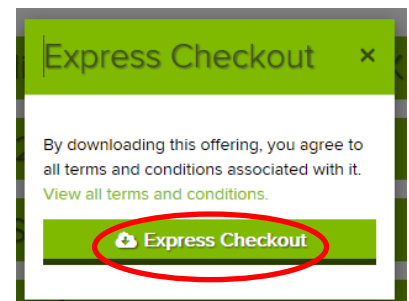 Express Checkout ×
By downloading this offering, you agree to
all terms and conditions associated with it.
View all terms and conditions.
Express Checkout